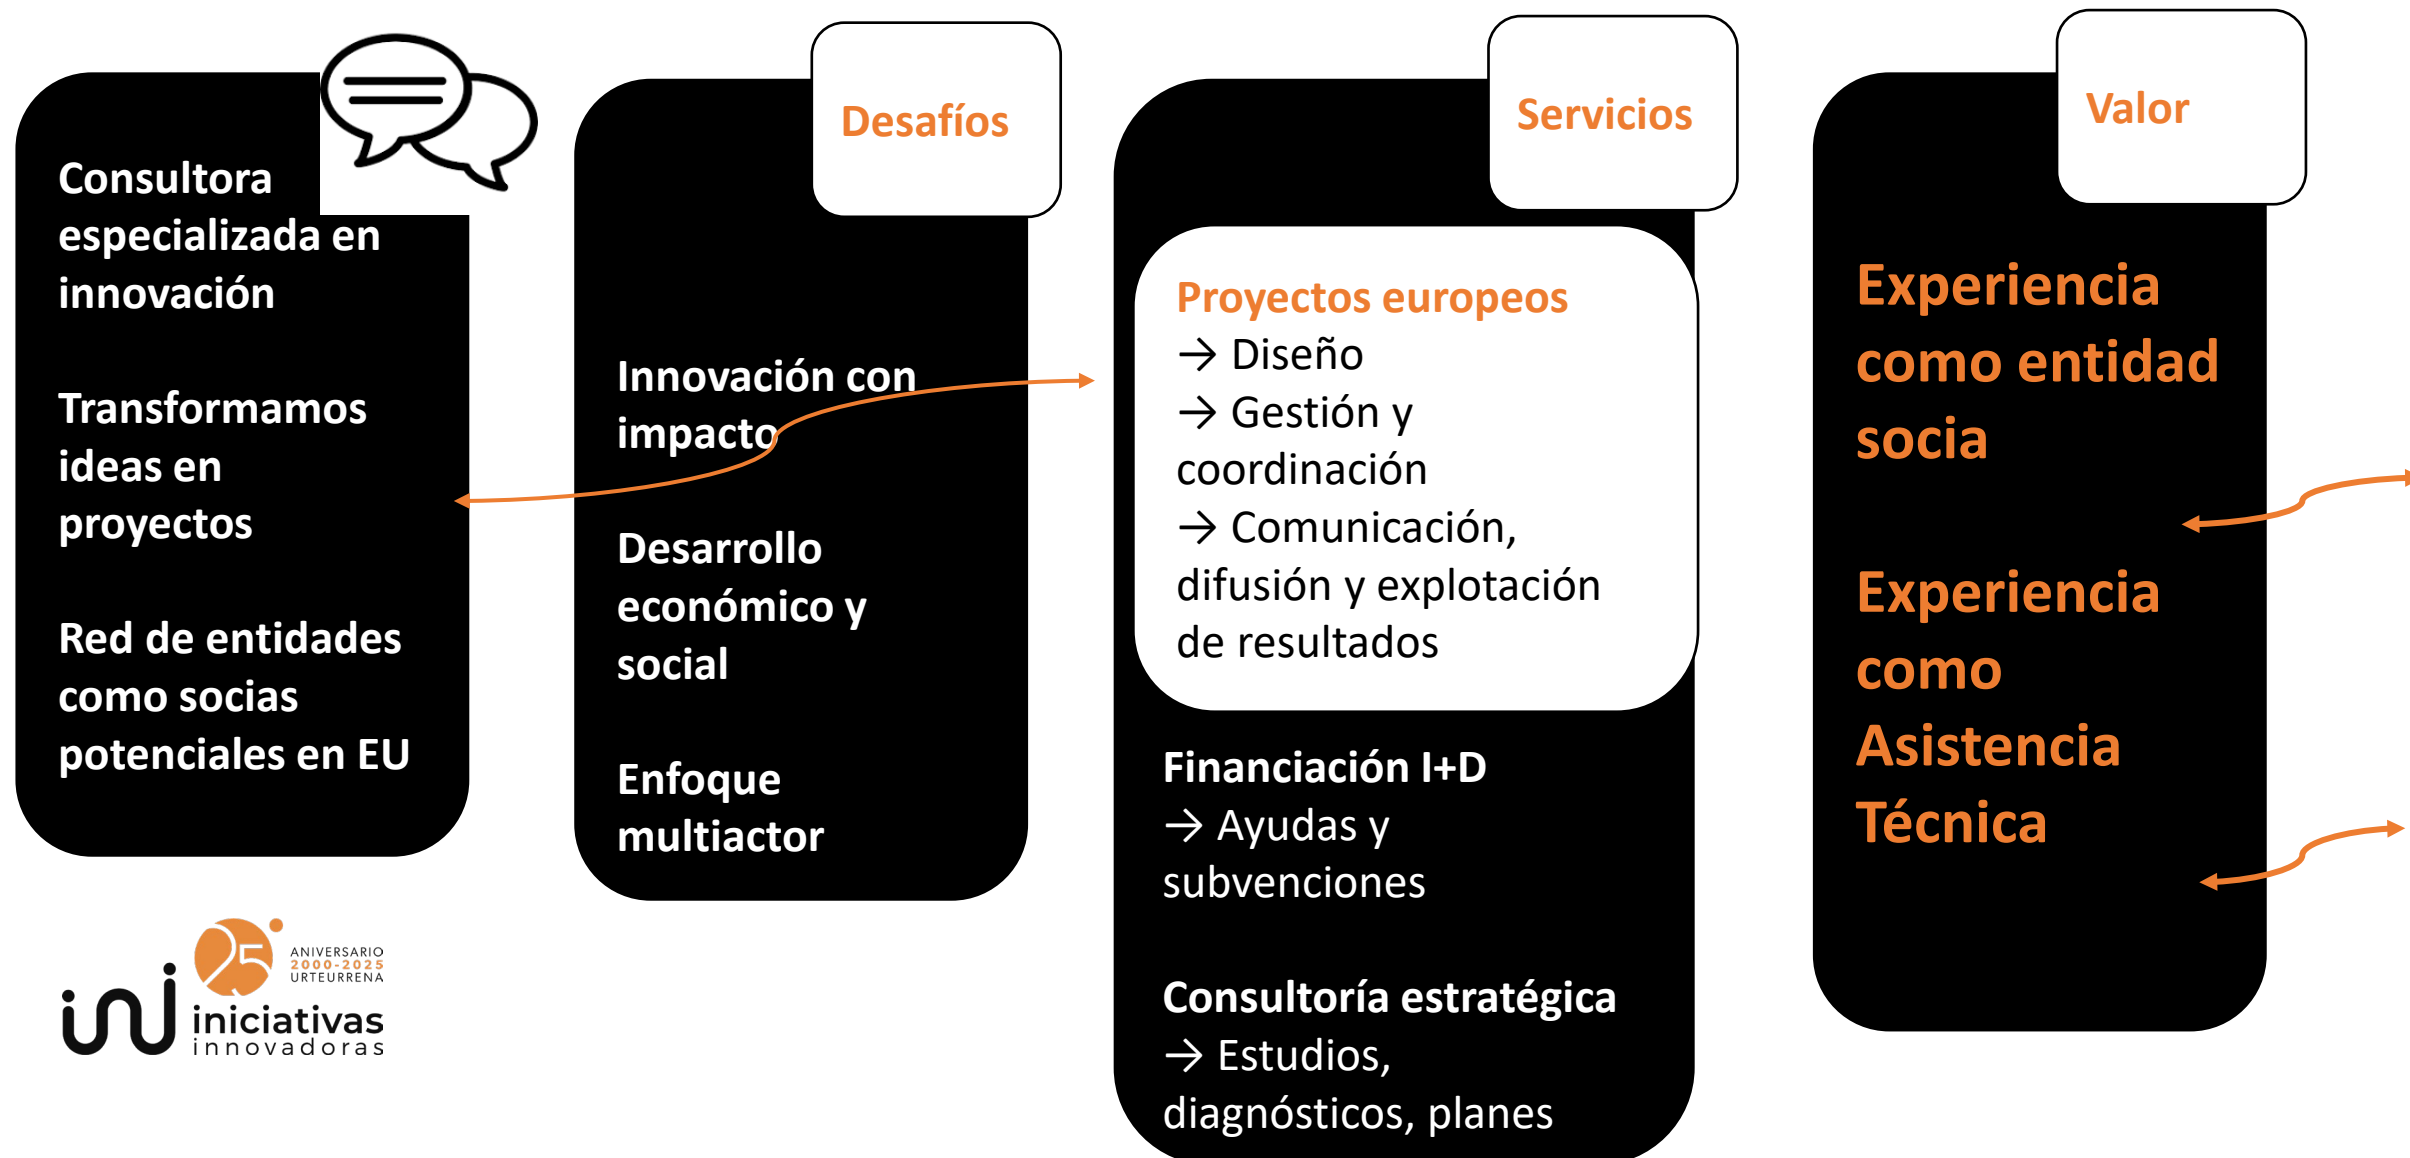 Consultora
especializada en
innovación
Transformamos
ideas en
proyectos
Red de entidades
como socias
potenciales en EU
Desafíos
Innovación con
impacto
Desarrollo
económico y
social
Enfoque
multiactor
Servicios
Proyectos europeos
→ Diseño
→ Gestión y
coordinación
→ Comunicación,
difusión y explotación
de resultados
Financiación I+D
→ Ayudas y
subvenciones
Consultoría estratégica
→ Estudios,
diagnósticos, planes
Valor
Experiencia
como entidad
socia
Experiencia
como
Asistencia
Técnica
25
ANIVERSARIO
2000-2025
URTEURRENA
ini
iniciativas
innovadoras